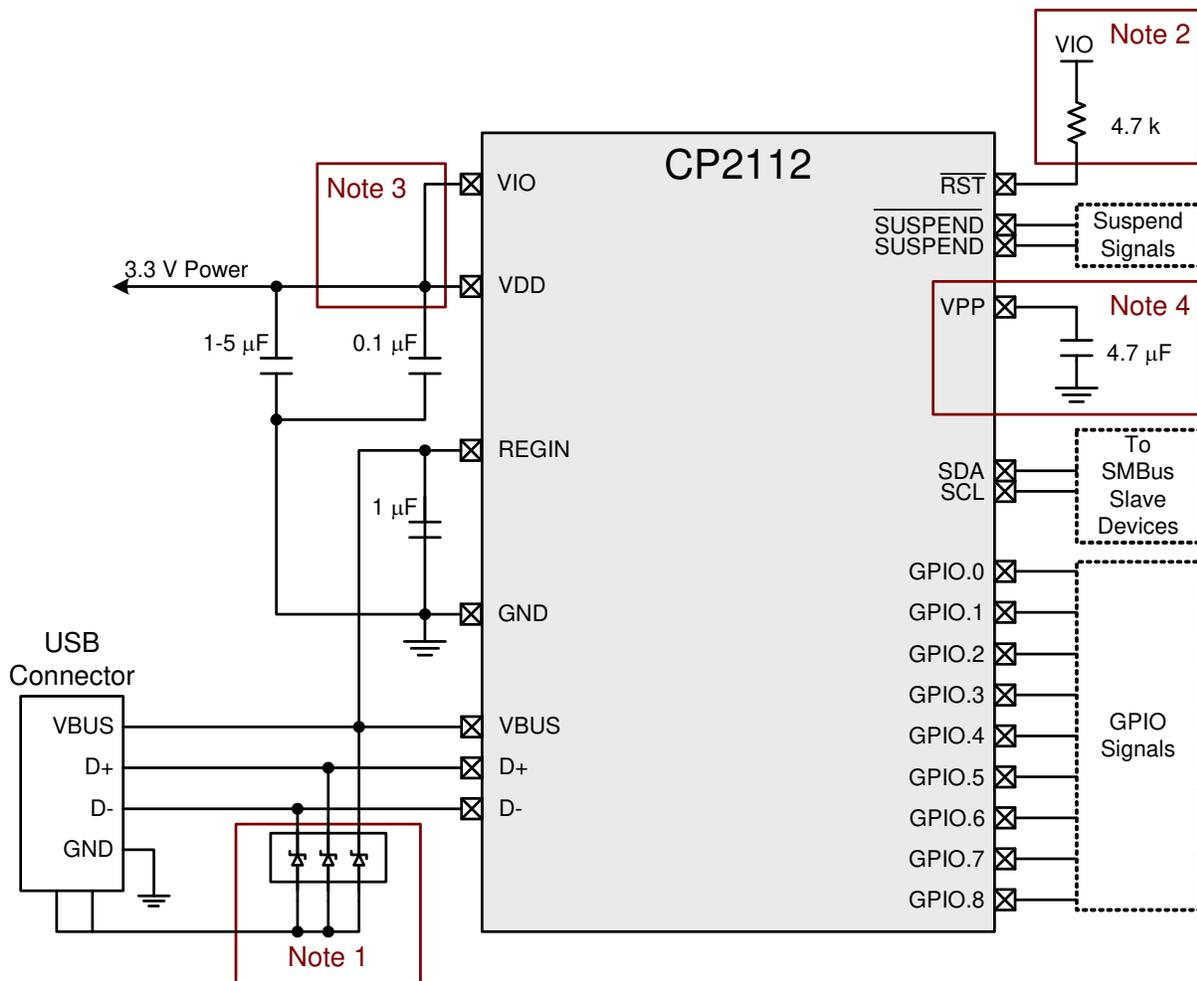 VIO
Note 2
4.7 k
CP2112
Note 3
VIO
RST
SUSPEND
SUSPEND
Suspend
Signals
3.3 V Power
VDD
VPP
Note 4
4.7 μF
1-5 μF
0.1 μF
REGIN
1 μF
SDA
SCL
To
SMBus
Slave
Devices
GND
GPIO.0
GPIO.1
GPIO.2
GPIO.3
GPIO.4
GPIO.5
GPIO.6
GPIO.7
GPIO.8
GPIO
Signals
USB
Connector
VBUS
D+
D-
GND
VBUS
D+
D-
Note 1